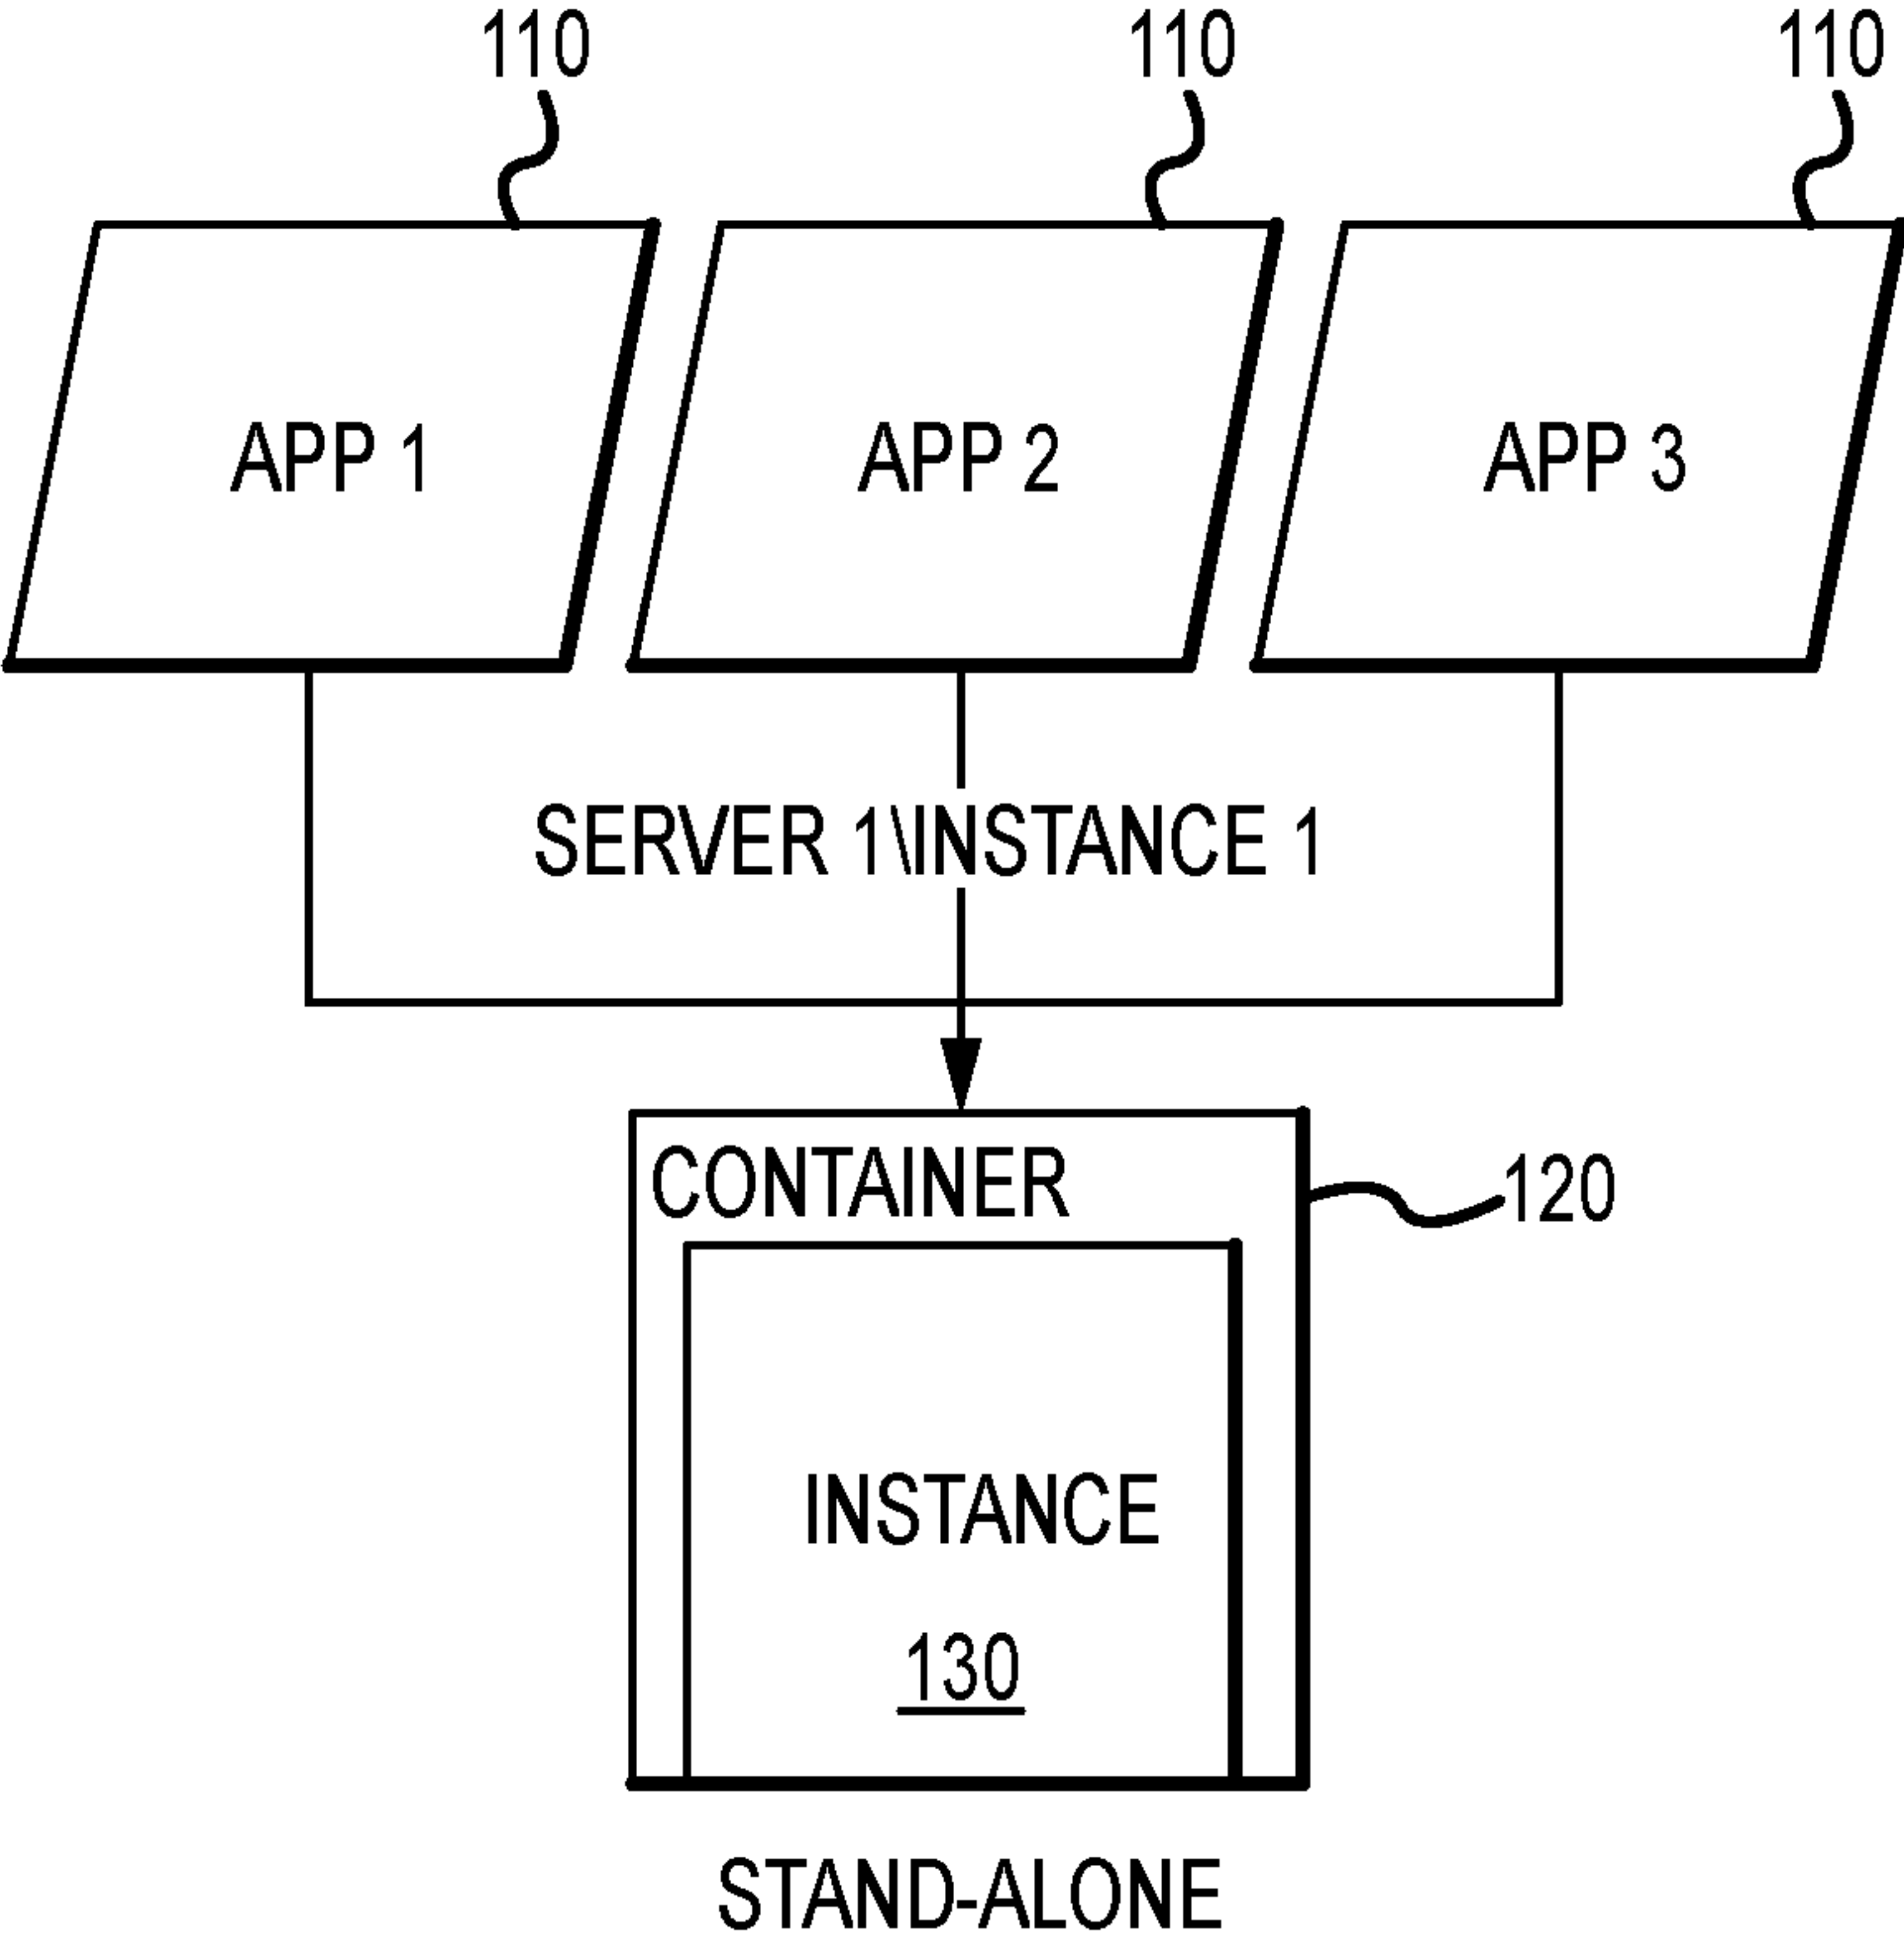 110 110 110
APP 1 APP 2 APP 3
SERVER 1\INSTANCE 1
CONTAINER
120
INSTANCE
130
STAND-ALONE